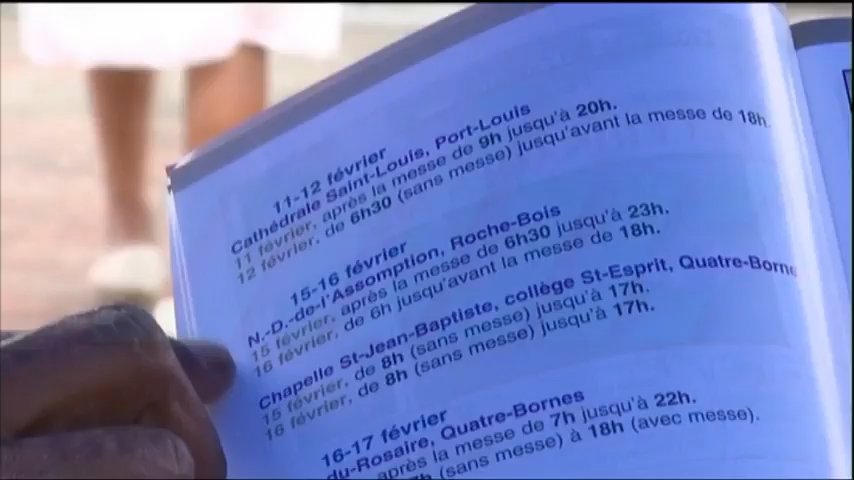 11-12 février
Cathédrale Saint-Louis, Port-Louis
11 février, après la messe de 9h jusqu'à 20h.
12 février, de 6h30 (sans messe) jusqu'avant la messe de 18h.
15-16 février
N.-D.-de-l'Assomption, Roche-Bois
15 février, après la messe de 6h30 jusqu'à 23h.
16 février, de 6h jusqu'avant la messe de 18h.
Chapelle St-Jean-Baptiste, collège St-Esprit, Quatre-Borne
15 février, de 8h (sans messe) jusqu'à 17h.
16 février, de 8h (sans messe) jusqu'à 17h.
16-17 février
du-Rosaire, Quatre-Bornes
après la messe de 7h jusqu'à 22h.
(sans messe) à 18h (avec messe).